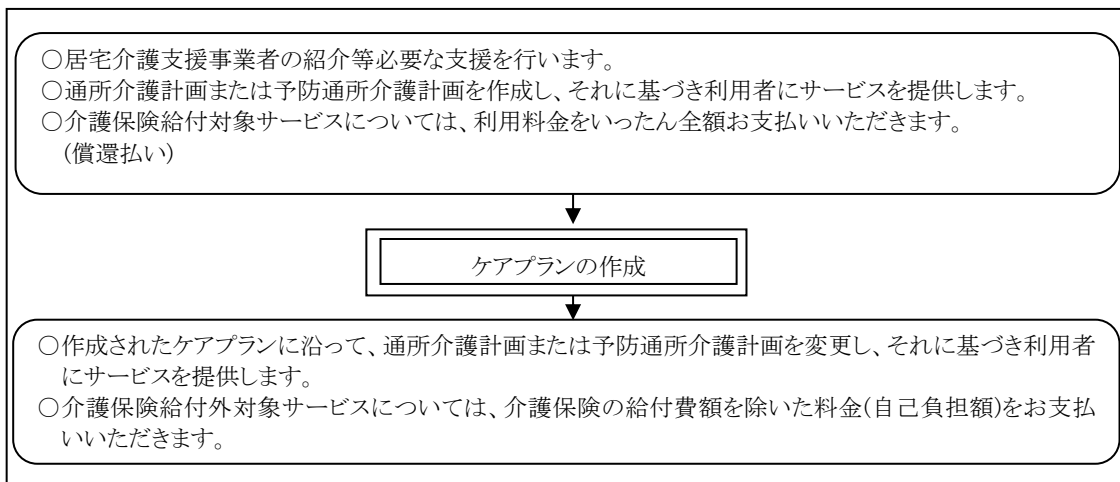 ○居宅介護支援事業者の紹介等必要な支援を行います。
○通所介護計画または予防通所介護計画を作成し、それに基づき利用者にサービスを提供します。
○介護保険給付対象サービスについては、利用料金をいったん全額お支払いいただきます。
(償還払い)
ケアプランの作成
○作成されたケアプランに沿って、通所介護計画または予防通所介護計画を変更し、それに基づき利用者
にサービスを提供します。
○介護保険給付外対象サービスについては、介護保険の給付費額を除いた料金(自己負担額)をお支払
いいただきます。